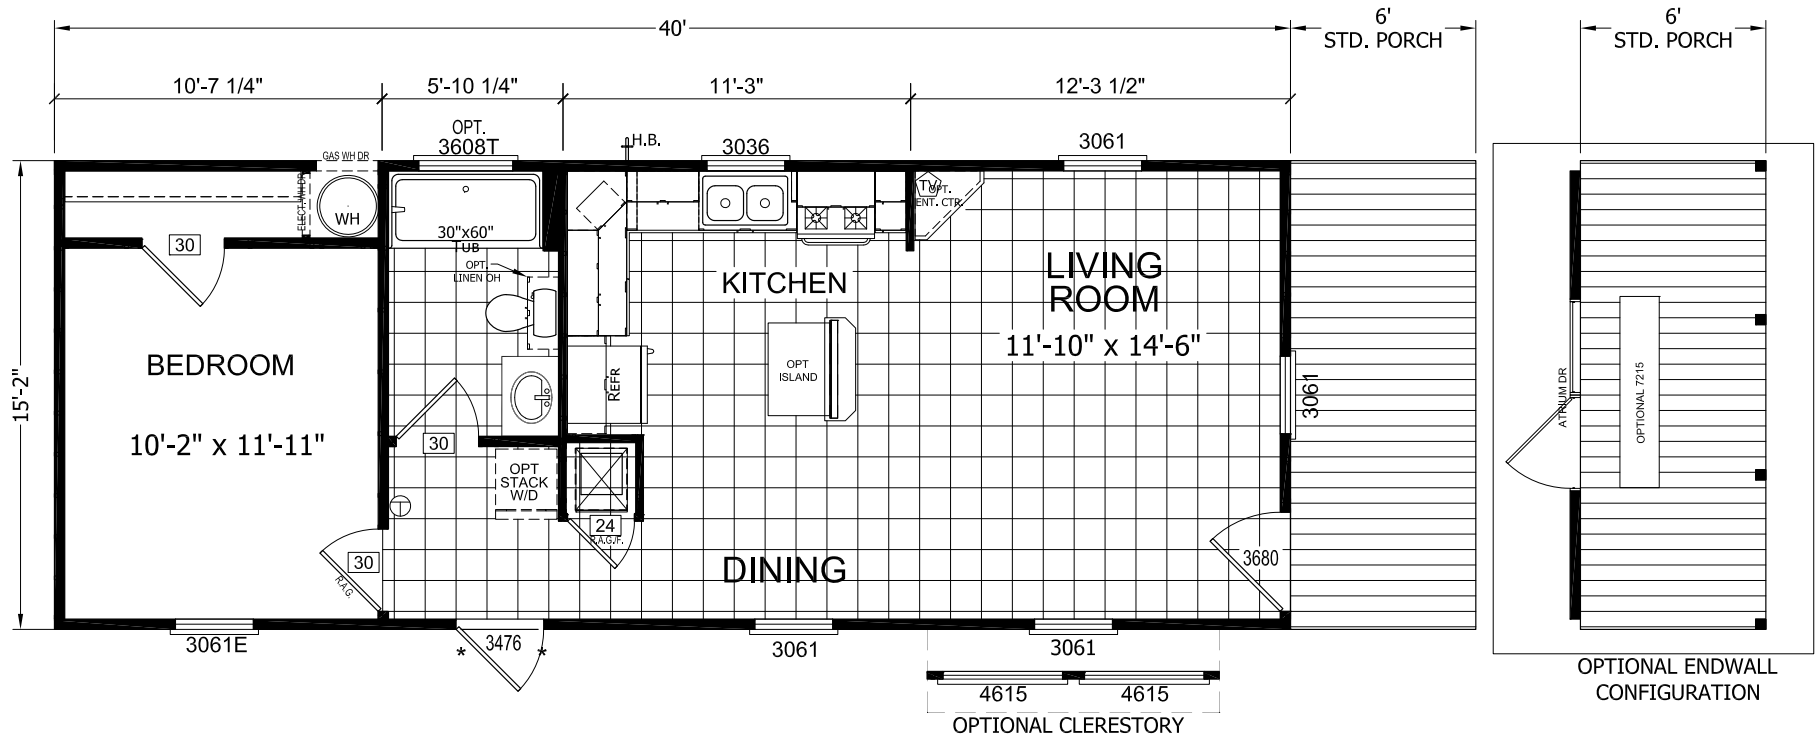 40'
6'
STD. PORCH
6'
STD. PORCH
10'-7 1/4"
5'-10 1/4"
11'-3"
12'-3 1/2"
OPT.
3608T
H.B.
3036
3061
GAS WH DR
ELECT. WH DR
WH
30
30"x60"
TUB
OPT.
LINEN OH
TV
OPT.
ENT. CTR.
KITCHEN
LIVING
ROOM
11'-10" x 14'-6"
BEDROOM
10'-2" x 11'-11"
15'-2"
REFR
OPT
ISLAND
3061
ATRIUM DR
OPTIONAL 7215
30
OPT
STACK
W/D
T
24
R.A.G./F.
30
R.A.G.
DINING
3680
3061E
* 3476 *
3061
3061
4615
4615
OPTIONAL CLERESTORY
OPTIONAL ENDWALL
CONFIGURATION